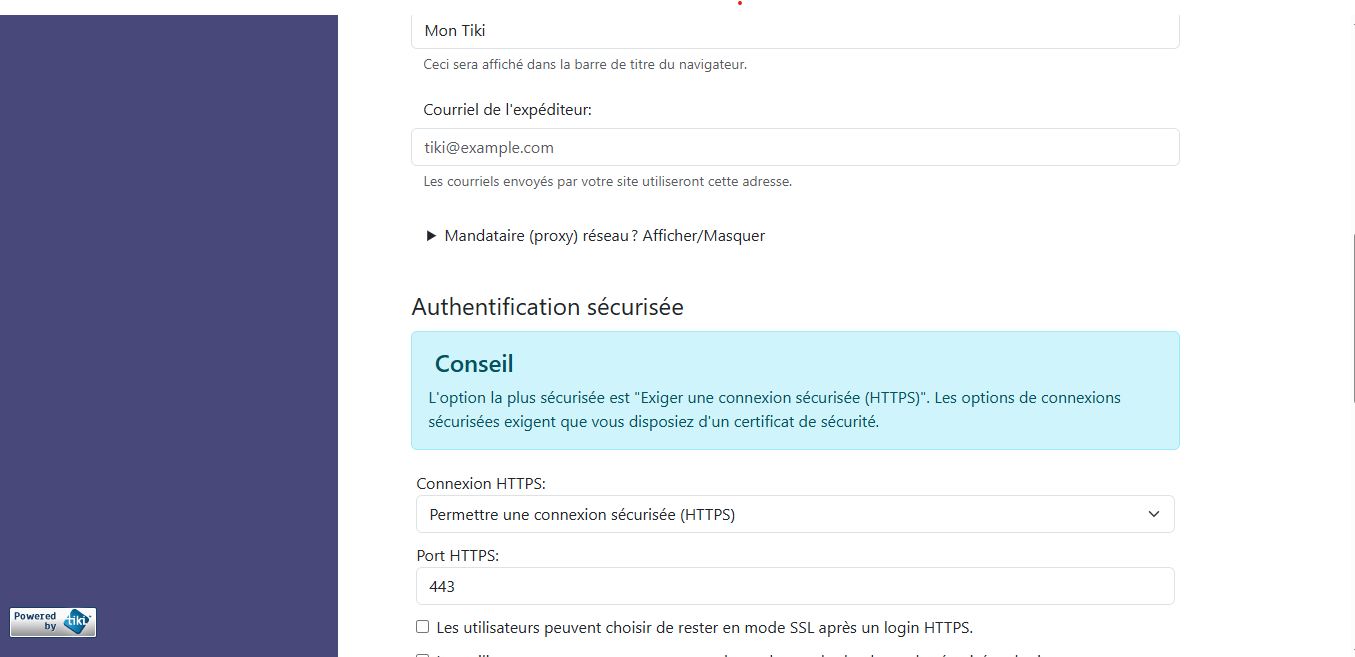 Mon Tiki
Ceci sera affiché dans la barre de titre du navigateur.
Courriel de l'expéditeur:
tiki@example.com
Les courriels envoyés par votre site utiliseront cette adresse.
Mandataire (proxy) réseau ? Afficher/Masquer
Authentification sécurisée
Conseil
L'option la plus sécurisée est "Exiger une connexion sécurisée (HTTPS)". Les options de connexions
sécurisées exigent que vous disposiez d'un certificat de sécurité.
Connexion HTTPS:
Permettre une connexion sécurisée (HTTPS)
Port HTTPS:
443
Powered
by tiki
Les utilisateurs peuvent choisir de rester en mode SSL après un login HTTPS.